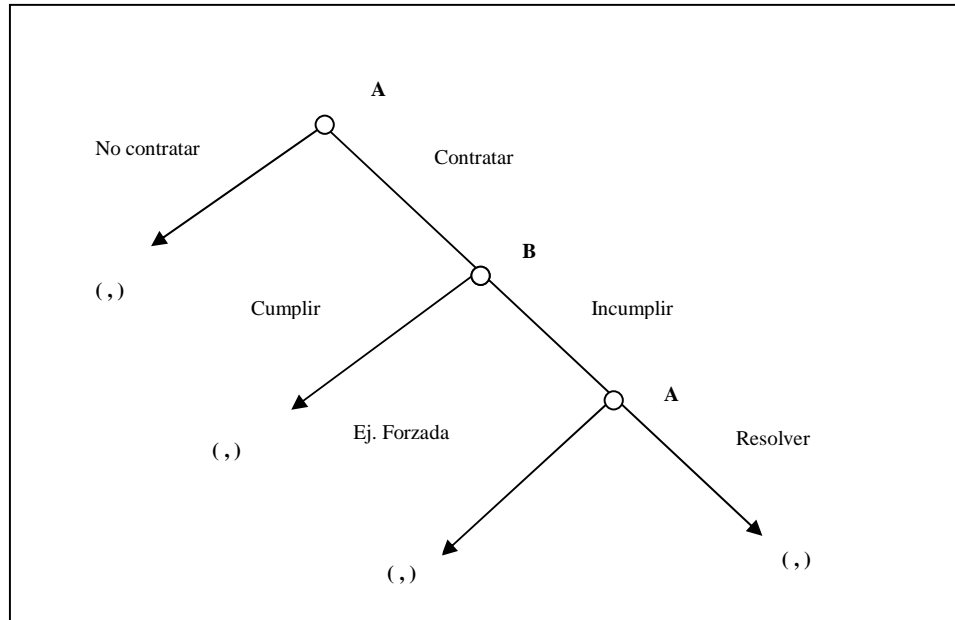 A
No contratar
Contratar
B
( , )
Cumplir
Incumplir
A
Ej. Forzada
Resolver
( , )
( , )
( , )